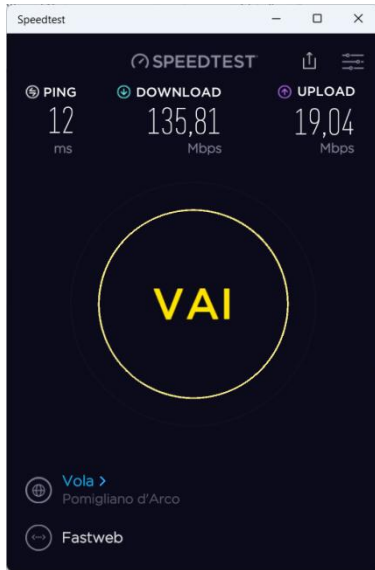 Speedtest
SPEEDTEST
PING DOWNLOAD UPLOAD
12 135,81 19,04
ms Mbps Mbps
VAI
Vola >
Pomigliano d'Arco
Fastweb